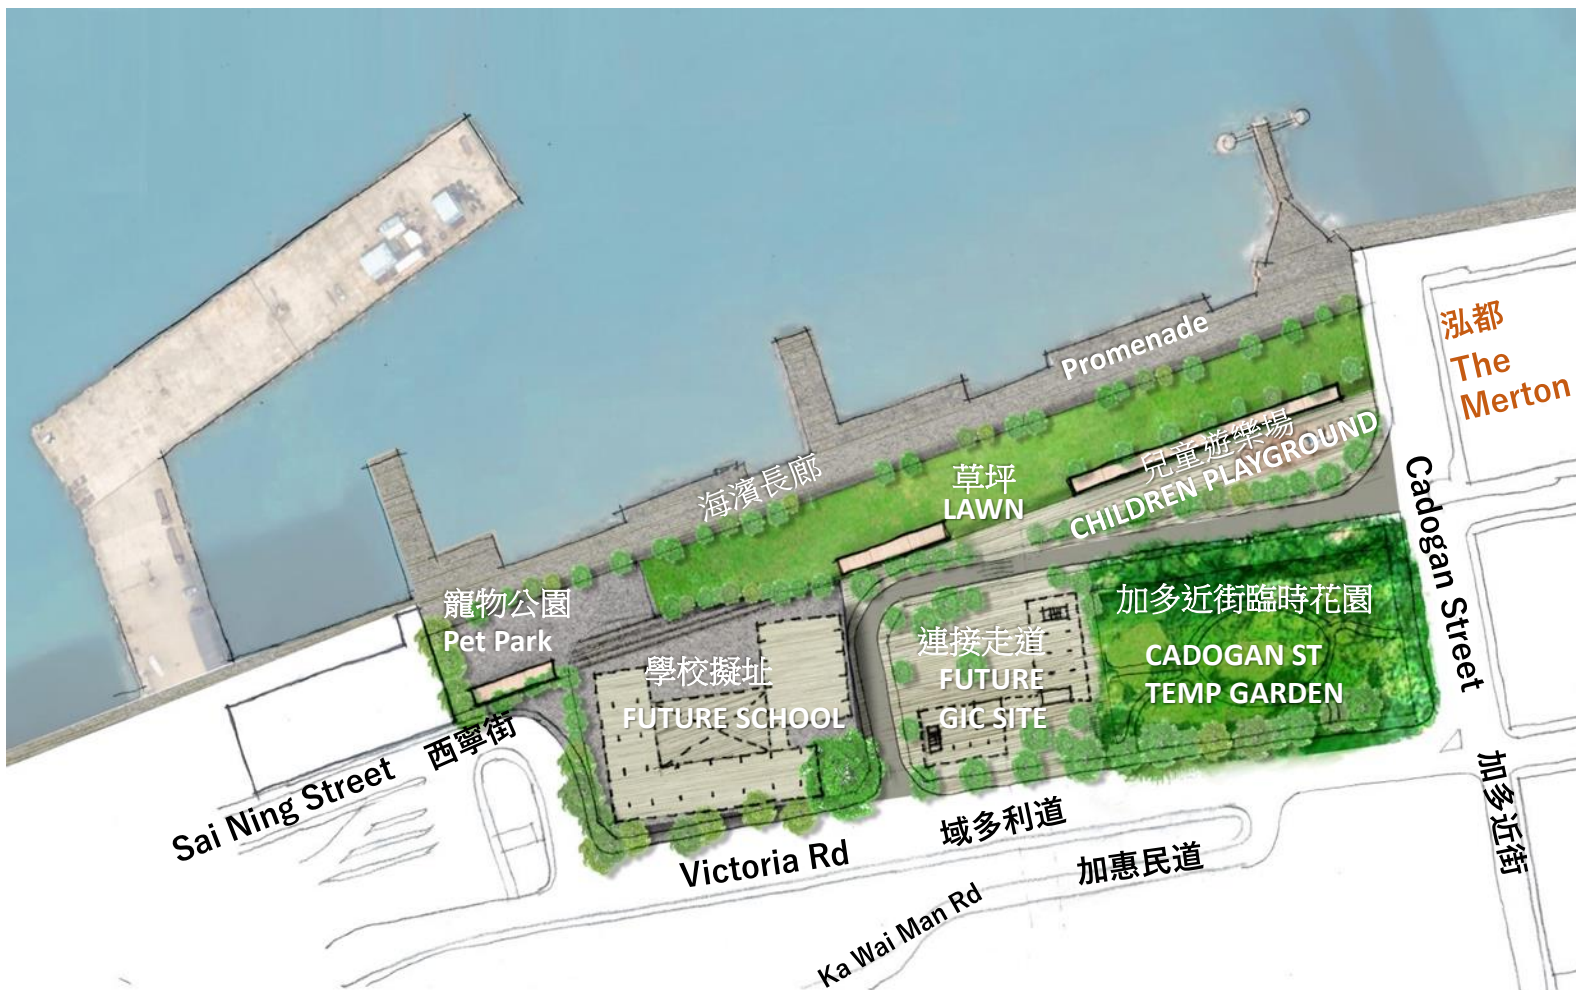 泓都
The
Merton
Promenade
海濱長廊
草坪
LAWN
兒童遊樂場
CHILDREN PLAYGROUND
Cadogan Street
加多近街
寵物公園
Pet Park
學校擬址
FUTURE SCHOOL
連接走道
FUTURE
GIC SITE
加多近街臨時花園
CADOGAN ST
TEMP GARDEN
Sai Ning Street 西寧街
Victoria Rd 域多利道
Ka Wai Man Rd 加惠民道